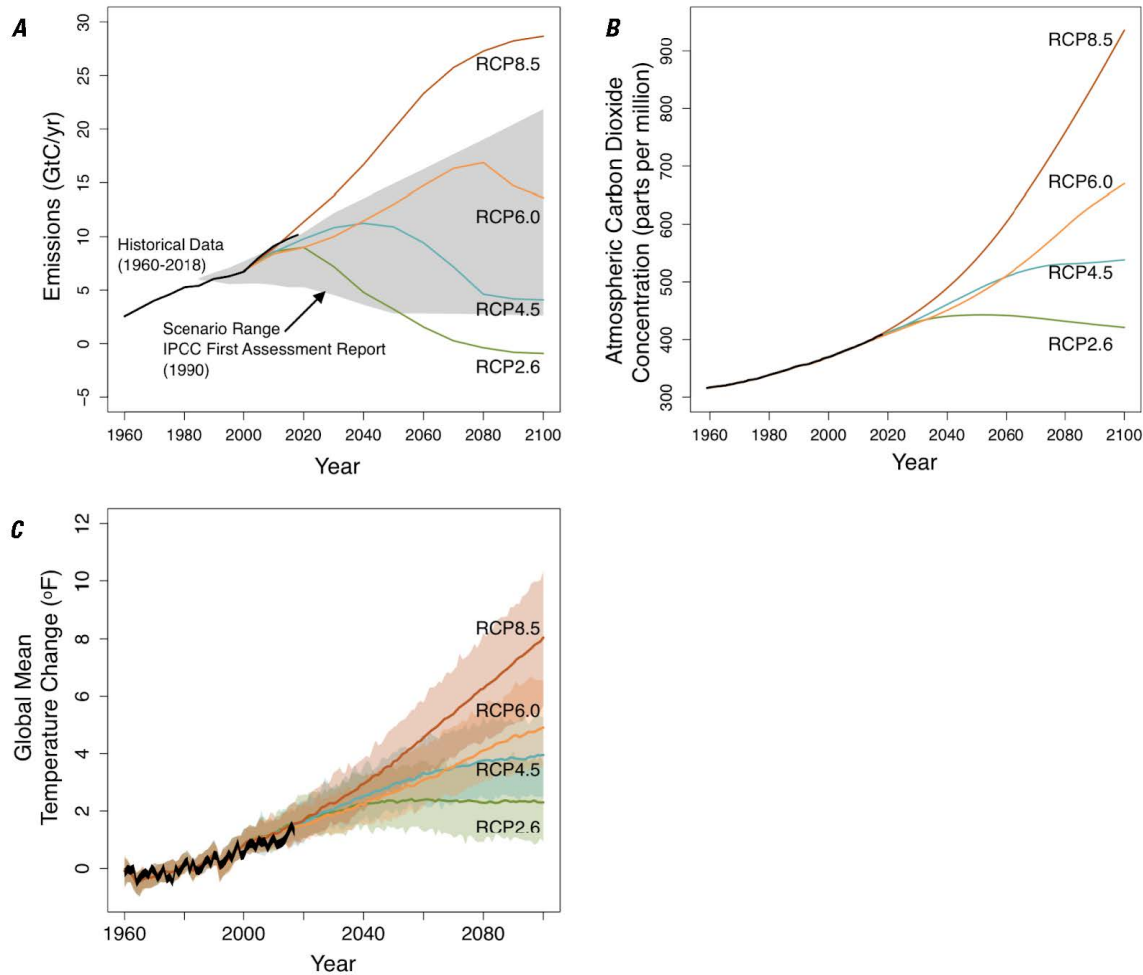 A
Emissions (GtC/yr)
30
25
20
15
10
5
0
−5
RCP8.5
RCP6.0
RCP4.5
RCP2.6
Historical Data
(1960-2018)
Scenario Range
IPCC First Assessment Report
(1990)
1960 1980 2000 2020 2040 2060 2080 2100
Year
B
Atmospheric Carbon Dioxide
Concentration (parts per million)
900
800
700
600
500
400
300
RCP8.5
RCP6.0
RCP4.5
RCP2.6
1960 1980 2000 2020 2040 2060 2080 2100
Year
C
Global Mean
Temperature Change (oF)
12
10
8
6
4
2
0
RCP8.5
RCP6.0
RCP4.5
RCP2.6
1960 2000 2040 2080
Year